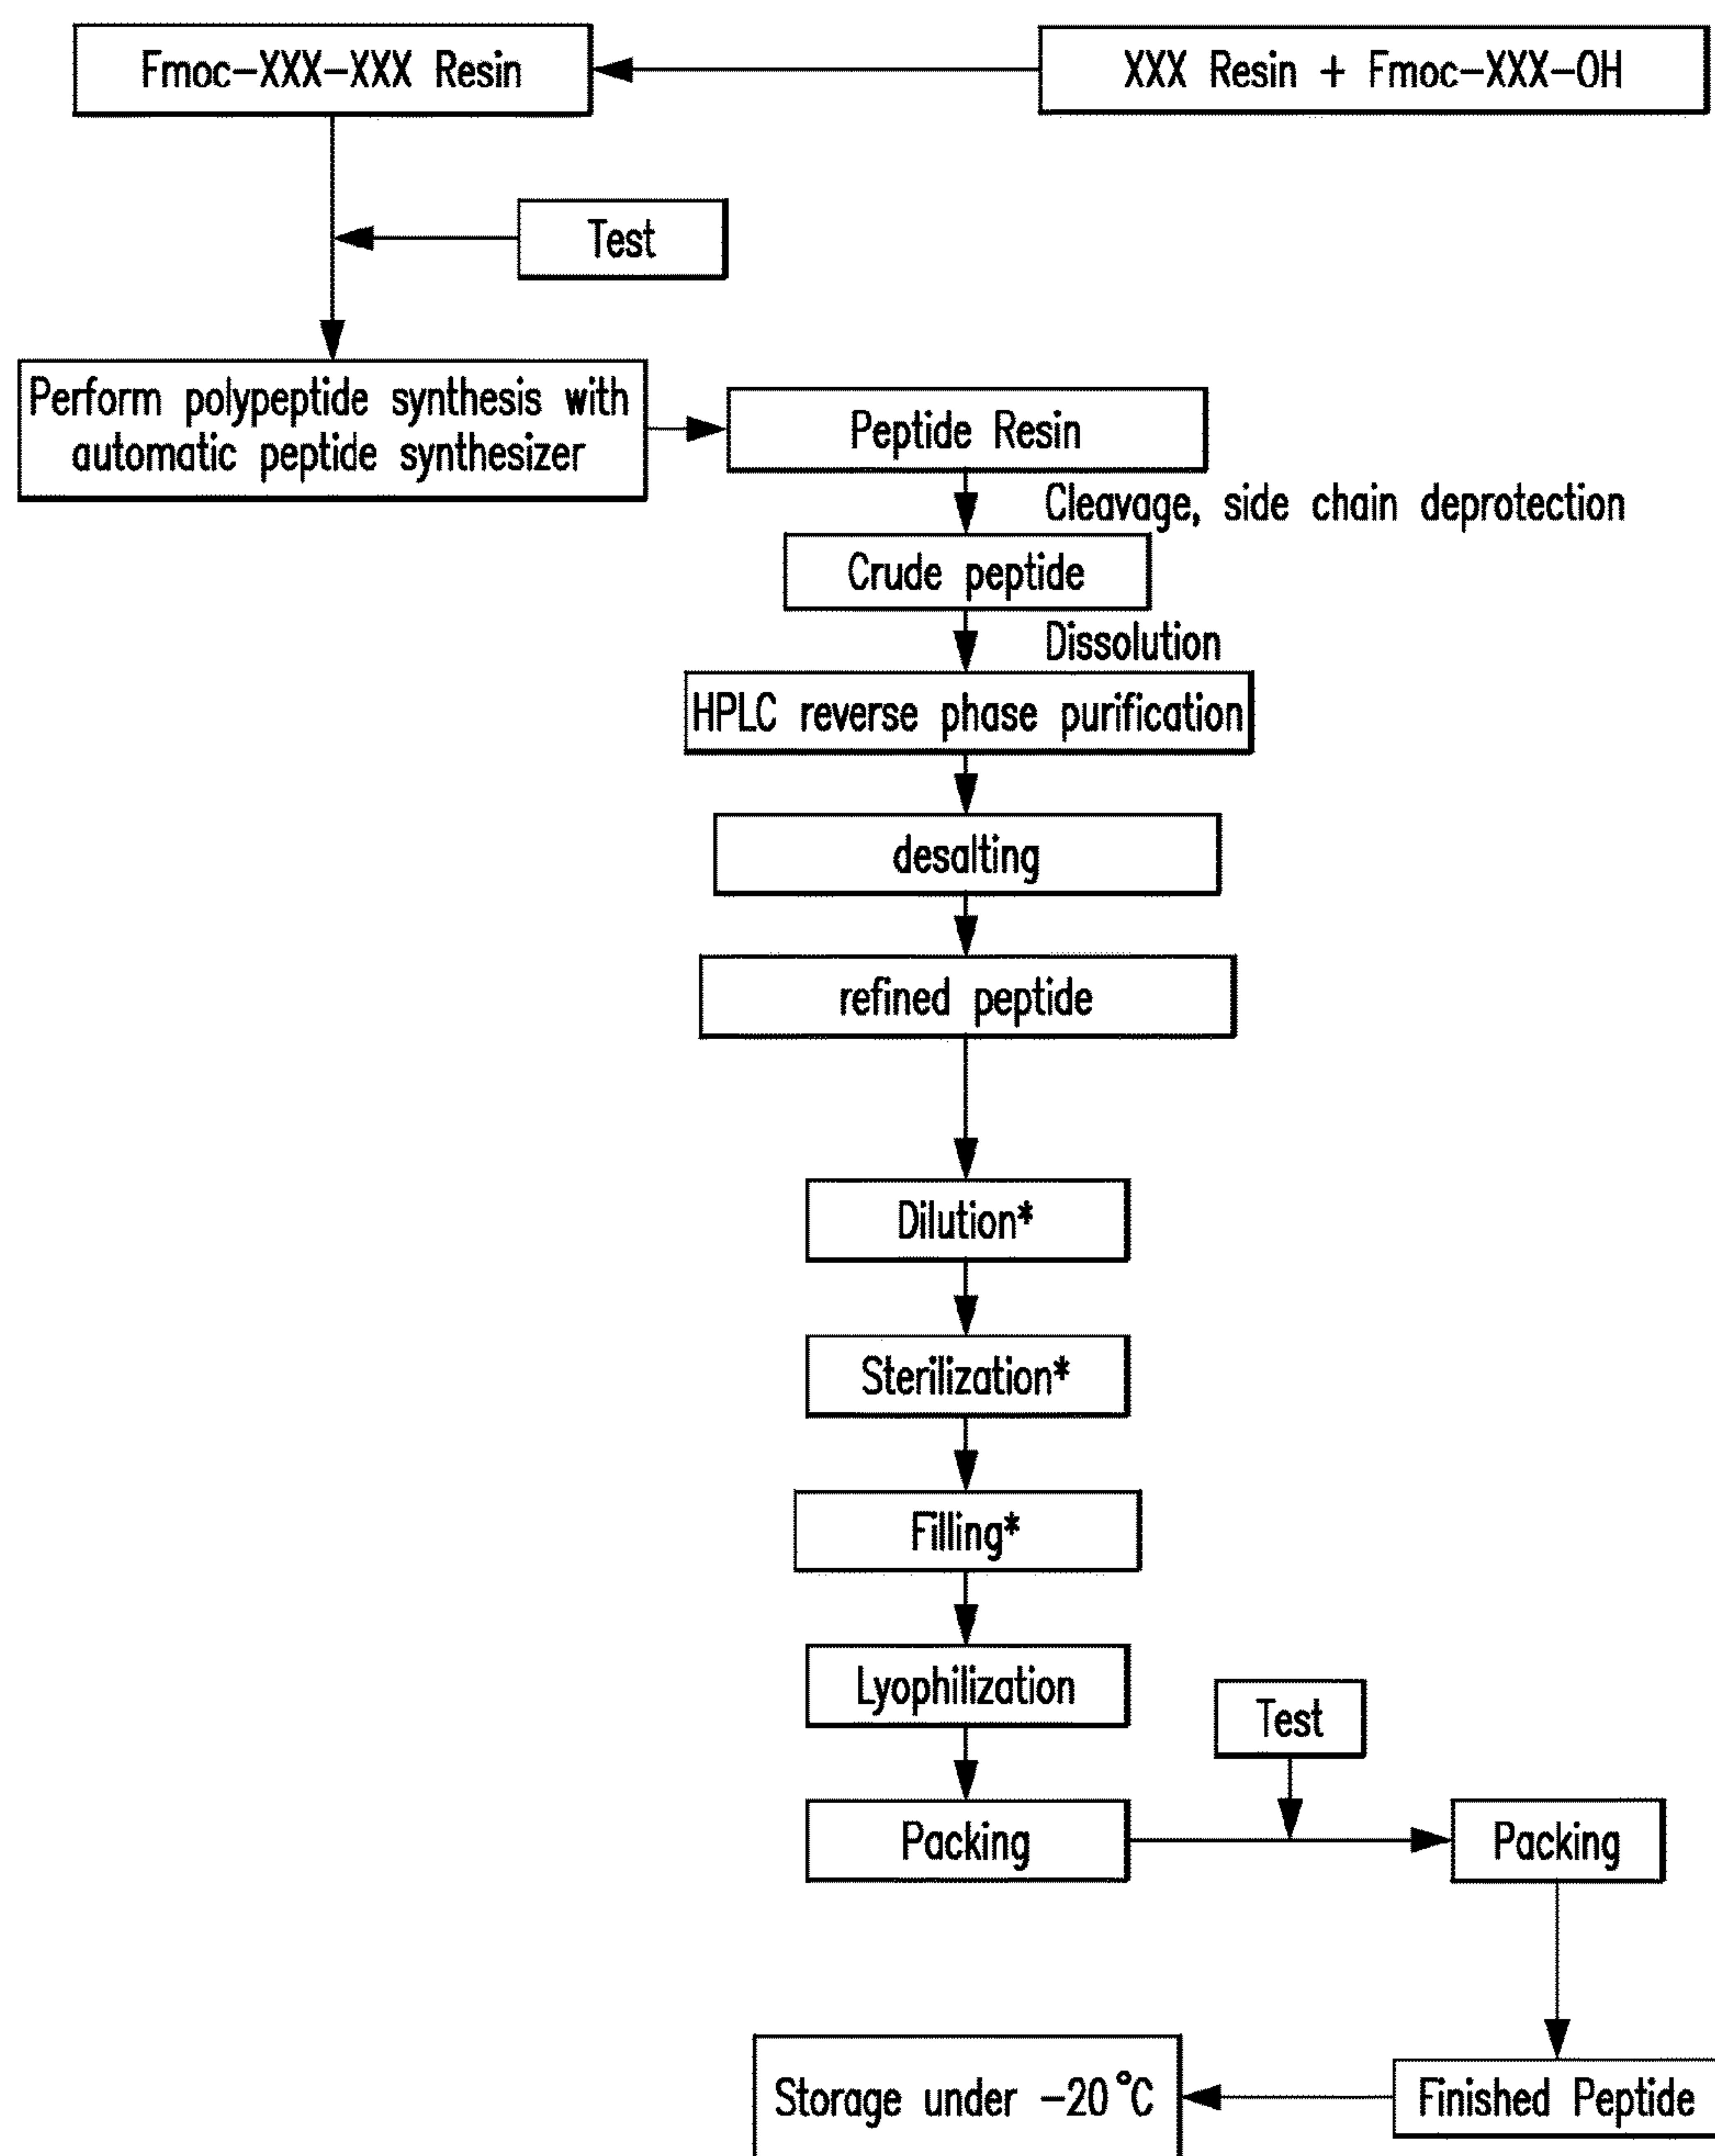 Fmoc-XXX-XXX Resin
XXX Resin + Fmoc-XXX-OH
Test
Perform polypeptide synthesis with
automatic peptide synthesizer
Peptide Resin
Cleavage, side chain deprotection
Crude peptide
Dissolution
HPLC reverse phase purification
desalting
refined peptide
Dilution*
Sterilization*
Filling*
Lyophilization
Test
Packing
Packing
Storage under -20°C
Finished Peptide